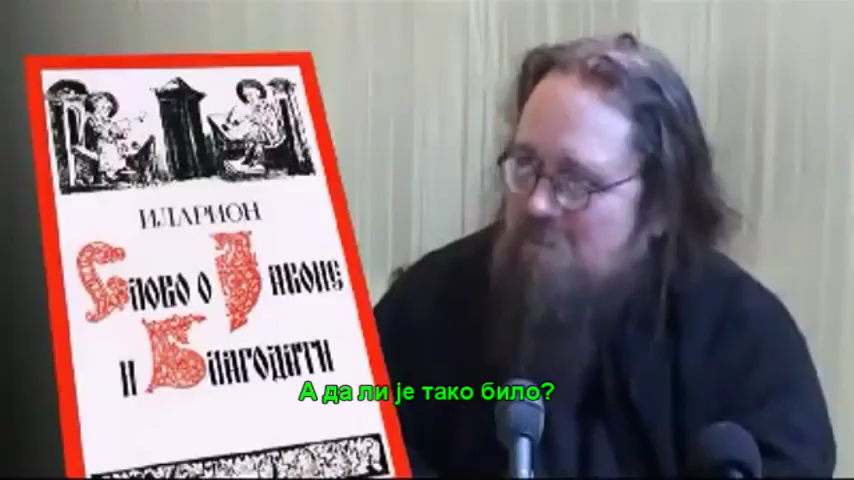 ИЛАРИОН
Слово о Законе
и Благодати
А да ли је тако било?